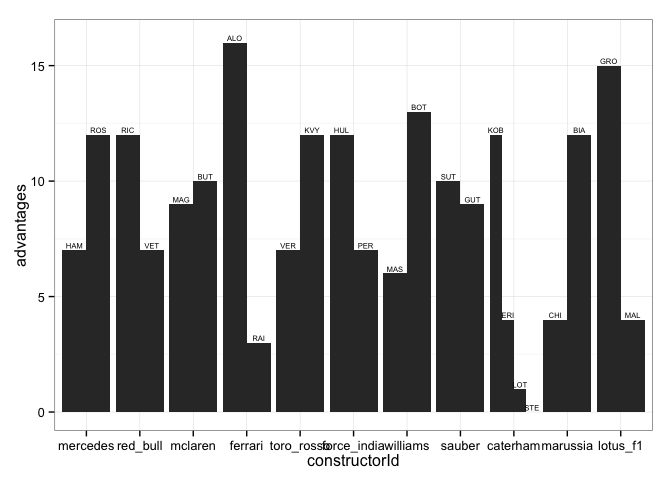 ALO
GRO
15
BOT
ROS
RIC
KVY
HUL
KOB
BIA
BUT
SUT
10
MAG
GUT
HAM
VET
VER
PER
MAS
5
ERI
CHI
MAL
RAI
LOT
STE
0
advantages
mercedes red_bull mclaren ferrari toro_rosso force_india williams sauber caterham marussia lotus_f1
constructorId